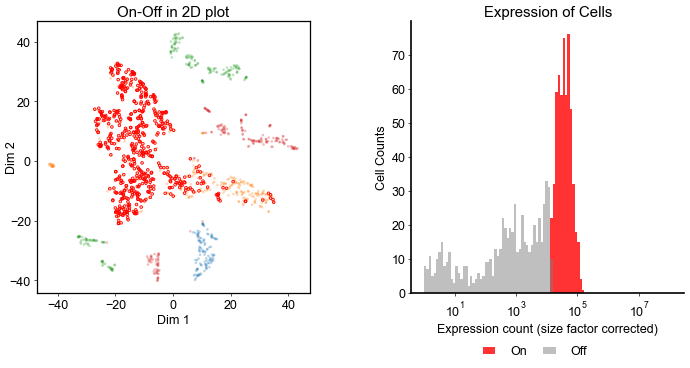 On-Off in 2D plot
40
20
0
−20
−40
Dim 2
−40 −20 0 20 40
Dim 1
Expression of Cells
70
60
50
40
30
20
10
0
Cell Counts
10^1 10^3 10^5 10^7
Expression count (size factor corrected)
On Off